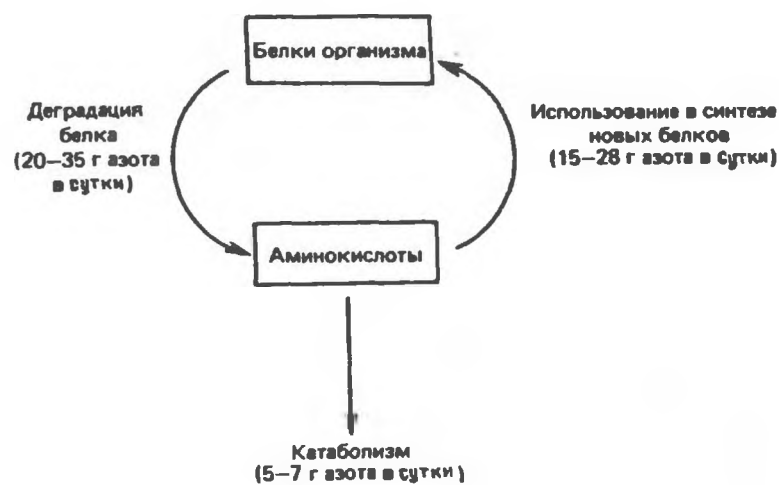 Белки организма
Деградация
белка
(20—35 г азота
в сутки)
Использование в синтезе
новых белков
(15—28 г азота в сутки)
Аминокислоты
Катаболизм
(5—7 г азота в сутки)